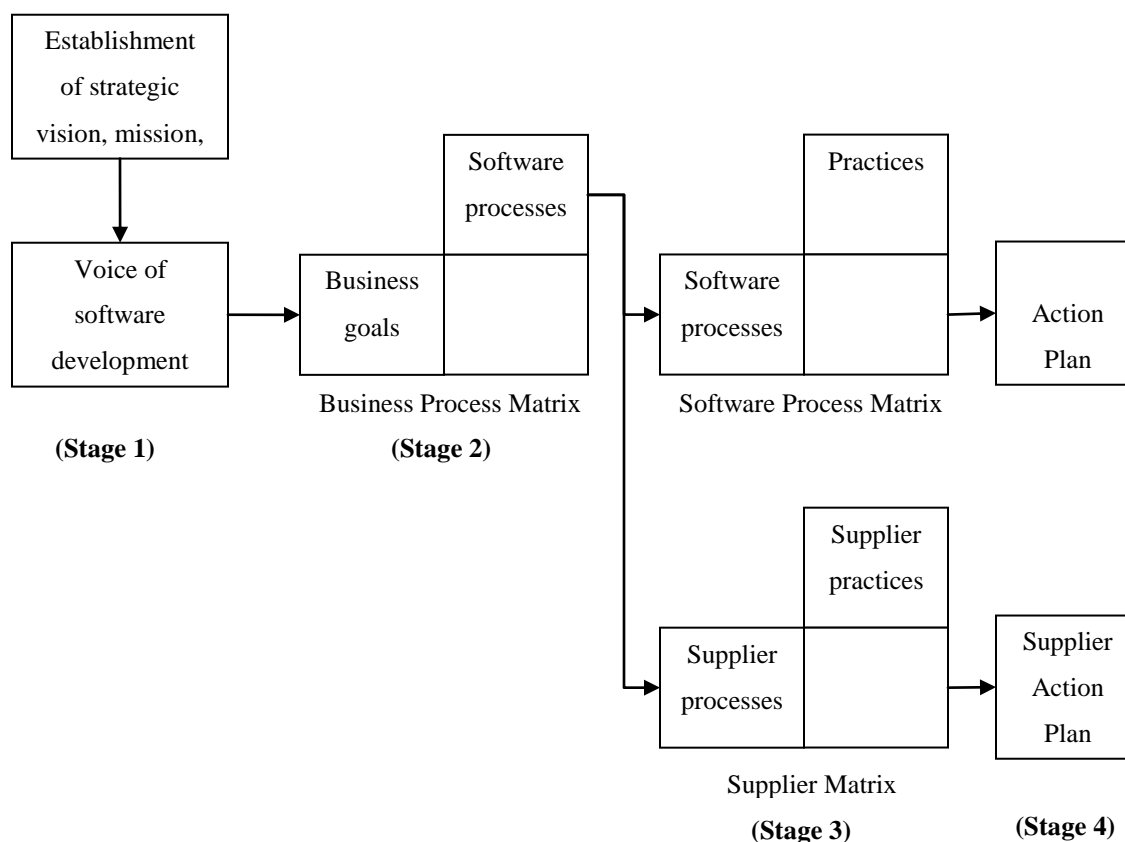 Establishment
of strategic
vision, mission,
Voice of
software
development
Software
processes
Business
goals
Business Process Matrix
(Stage 1)
(Stage 2)
Practices
Software
processes
Software Process Matrix
Action
Plan
Supplier
practices
Supplier
processes
Supplier Matrix
(Stage 3)
Supplier
Action
Plan
(Stage 4)